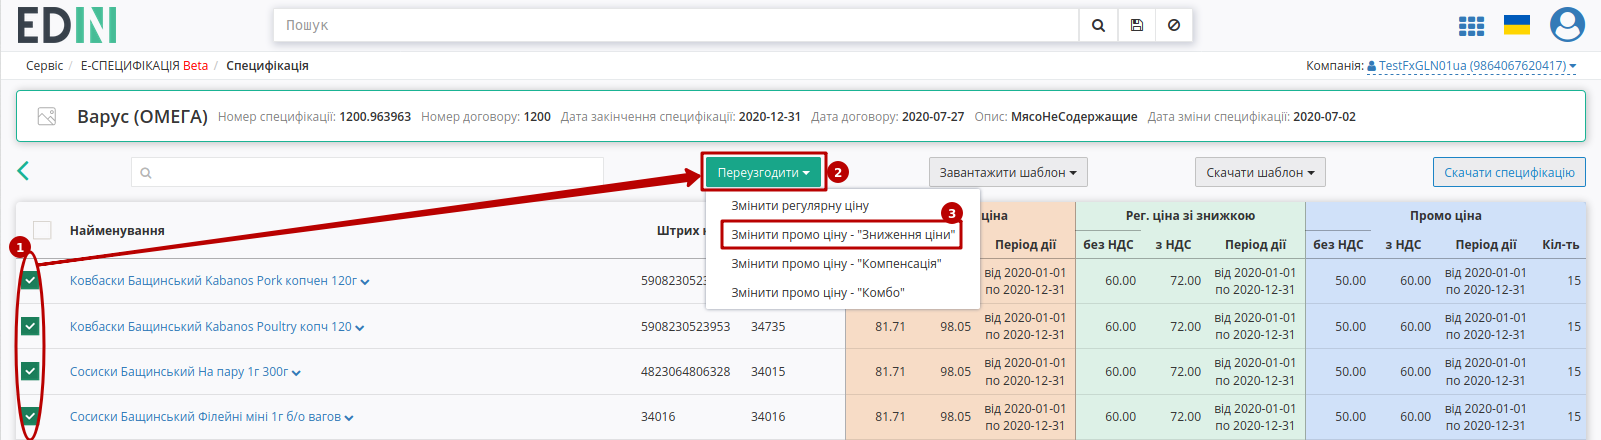 EDIN
Пошук
Сервіс / Е-СПЕЦИФІКАЦІЯ Beta / Специфікація
Компанія: TestFxGLN01ua (9864067620417)
Варус (ОМЕГА) Номер специфікації: 1200.963963 Номер договору: 1200 Дата закінчення специфікації: 2020-12-31 Дата договору: 2020-07-27 Опис: МясоНеСодержащие Дата зміни специфікації: 2020-07-02
Переузгодити 2 Завантажити шаблон Скачати шаблон Скачати специфікацію
Змінити регулярну ціну
3
Змінити промо ціну - "Зниження ціни"
Змінити промо ціну - "Компенсація"
Змінити промо ціну - "Комбо"
1
Найменування Штрих ціна Рег. ціна зі знижкою Промо ціна
Період дії без НДС з НДС Період дії без НДС з НДС Період дії Кіл-ть
Ковбаски Бащинський Kabanos Pork копчен 120г 5908230523 від 2020-01-01 по 2020-12-31 60.00 72.00 від 2020-01-01 по 2020-12-31 50.00 60.00 від 2020-01-01 по 2020-12-31 15
Ковбаски Бащинський Kabanos Poultry копч 120 5908230523953 34735 81.71 98.05 від 2020-01-01 по 2020-12-31 60.00 72.00 від 2020-01-01 по 2020-12-31 50.00 60.00 від 2020-01-01 по 2020-12-31 15
Сосиски Бащинський На пару 1г 300г 4823064806328 34015 81.71 98.05 від 2020-01-01 по 2020-12-31 60.00 72.00 від 2020-01-01 по 2020-12-31 50.00 60.00 від 2020-01-01 по 2020-12-31 15
Сосиски Бащинський Філейні міні 1г б/о вагов 34016 34016 81.71 98.05 від 2020-01-01 по 2020-12-31 60.00 72.00 від 2020-01-01 по 2020-12-31 50.00 60.00 від 2020-01-01 по 2020-12-31 15